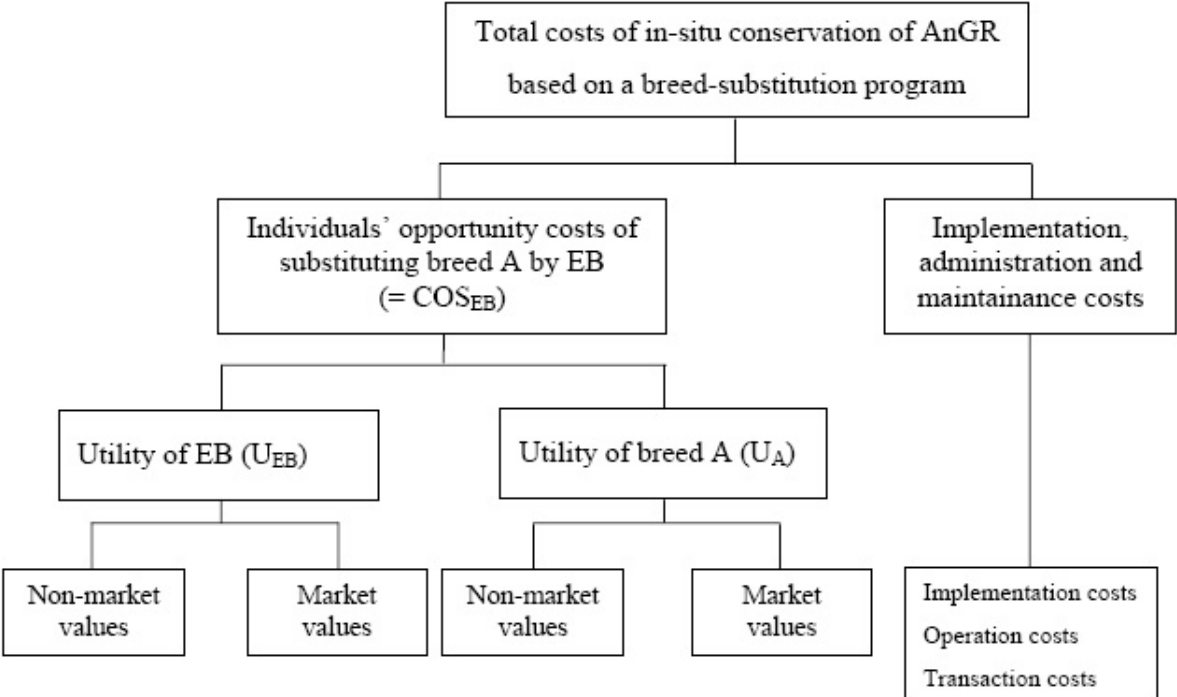 Total costs of in-situ conservation of AnGR
based on a breed-substitution program
Individuals’ opportunity costs of
substituting breed A by EB
(= COSEB)
Implementation,
administration and
maintainance costs
Utility of EB (UEB)
Utility of breed A (UA)
Non-market
values
Market
values
Non-market
values
Market
values
Implementation costs
Operation costs
Transaction costs